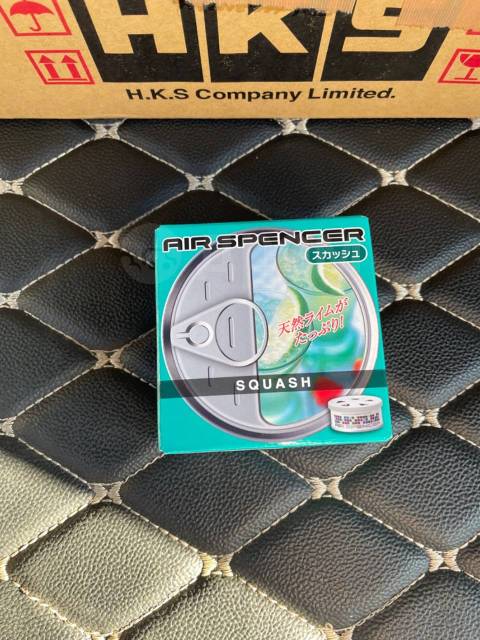 HKS
H.K.S Company Limited.
AIR SPENCER
スカッシュ
天然ライムが
たっぷり!
SQUASH